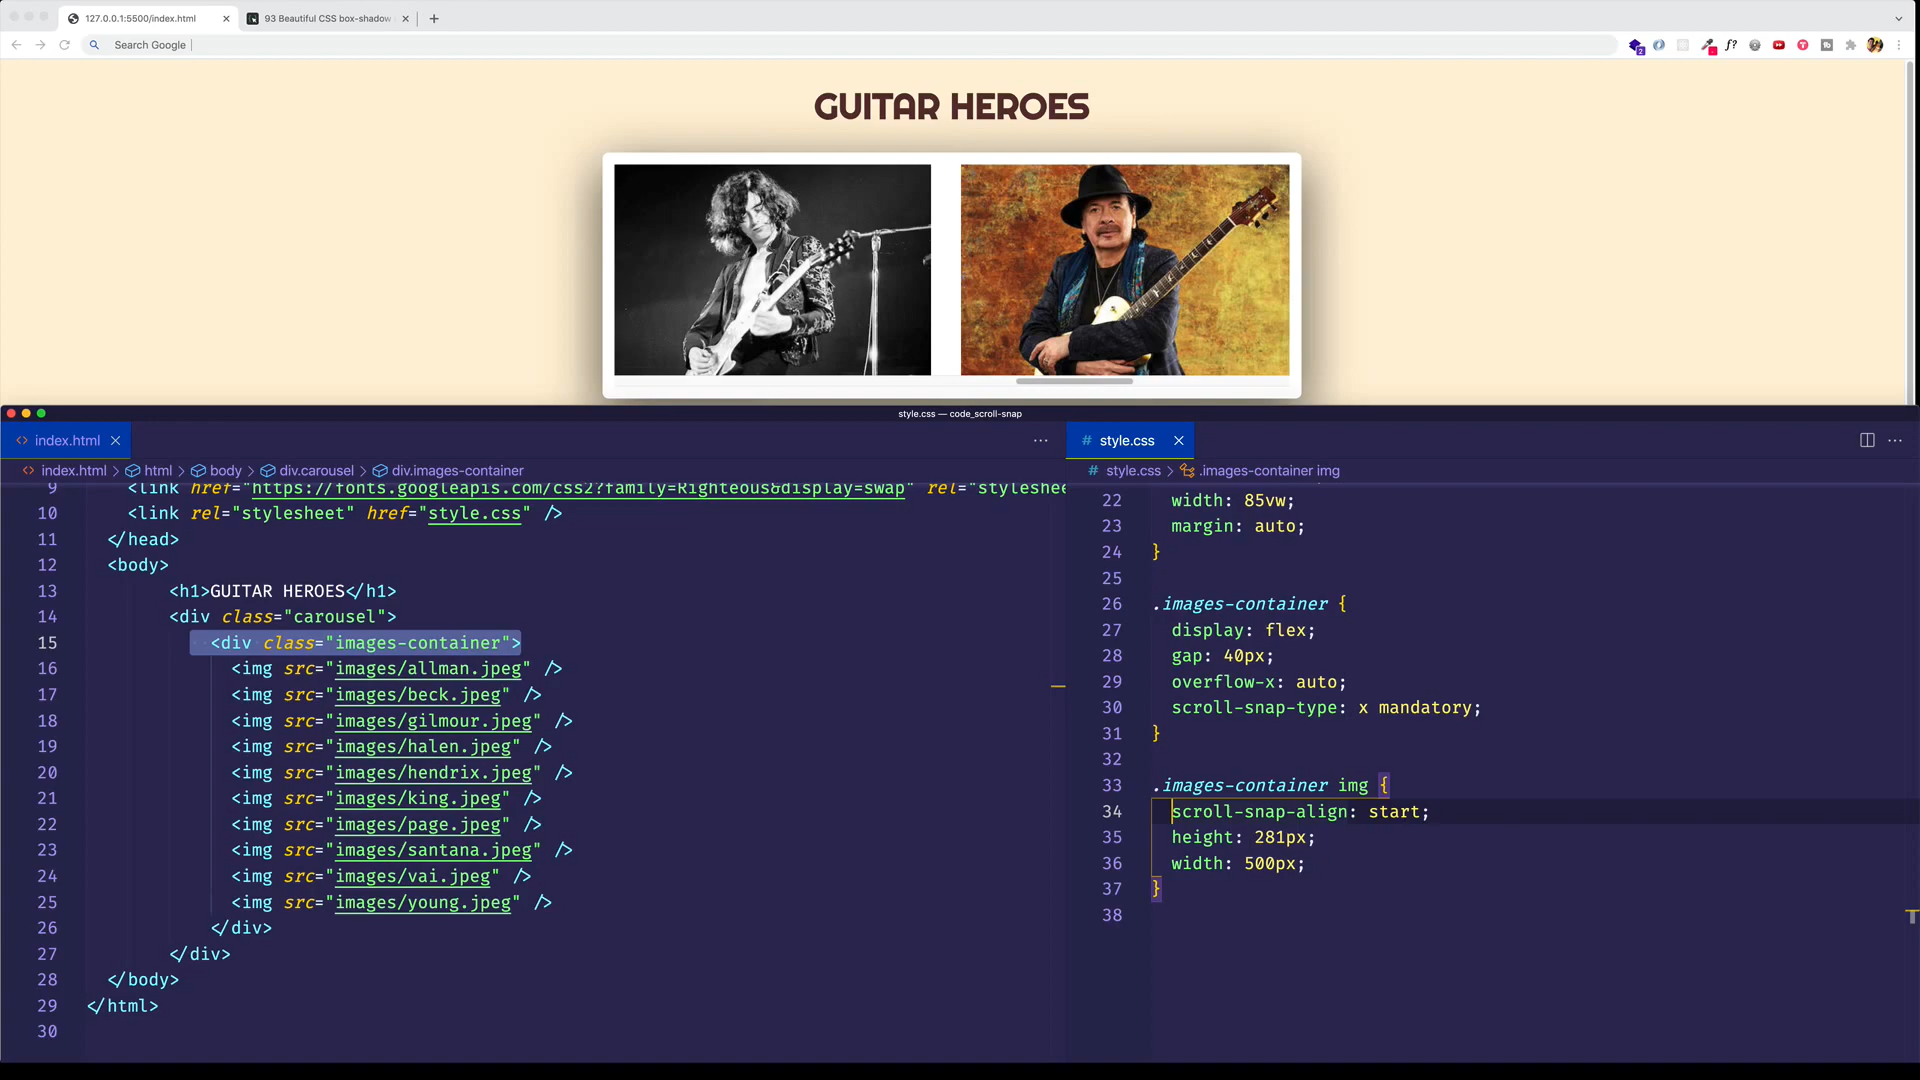 127.0.0.1:5500/index.html
93 Beautiful CSS box-shadow
Search Google
2
f?
GUITAR HEROES
style.css — code_scroll-snap
index.html
index.html > html > body > div.carousel > div.images-container
9 <link href="https://fonts.googleapis.com/css2?family=Righteous&display=swap" rel="styleshee
10 <link rel="stylesheet" href="style.css" />
11 </head>
12 <body>
13 <h1>GUITAR HEROES</h1>
14 <div class="carousel">
15 <div class="images-container">
16 <img src="images/allman.jpeg" />
17 <img src="images/beck.jpeg" />
18 <img src="images/gilmour.jpeg" />
19 <img src="images/halen.jpeg" />
20 <img src="images/hendrix.jpeg" />
21 <img src="images/king.jpeg" />
22 <img src="images/page.jpeg" />
23 <img src="images/santana.jpeg" />
24 <img src="images/vai.jpeg" />
25 <img src="images/young.jpeg" />
26 </div>
27 </div>
28 </body>
29 </html>
30
# style.css
# style.css > .images-container img
22 width: 85vw;
23 margin: auto;
24 }
25
26 .images-container {
27 display: flex;
28 gap: 40px;
29 overflow-x: auto;
30 scroll-snap-type: x mandatory;
31 }
32
33 .images-container img {
34 scroll-snap-align: start;
35 height: 281px;
36 width: 500px;
37 }
38